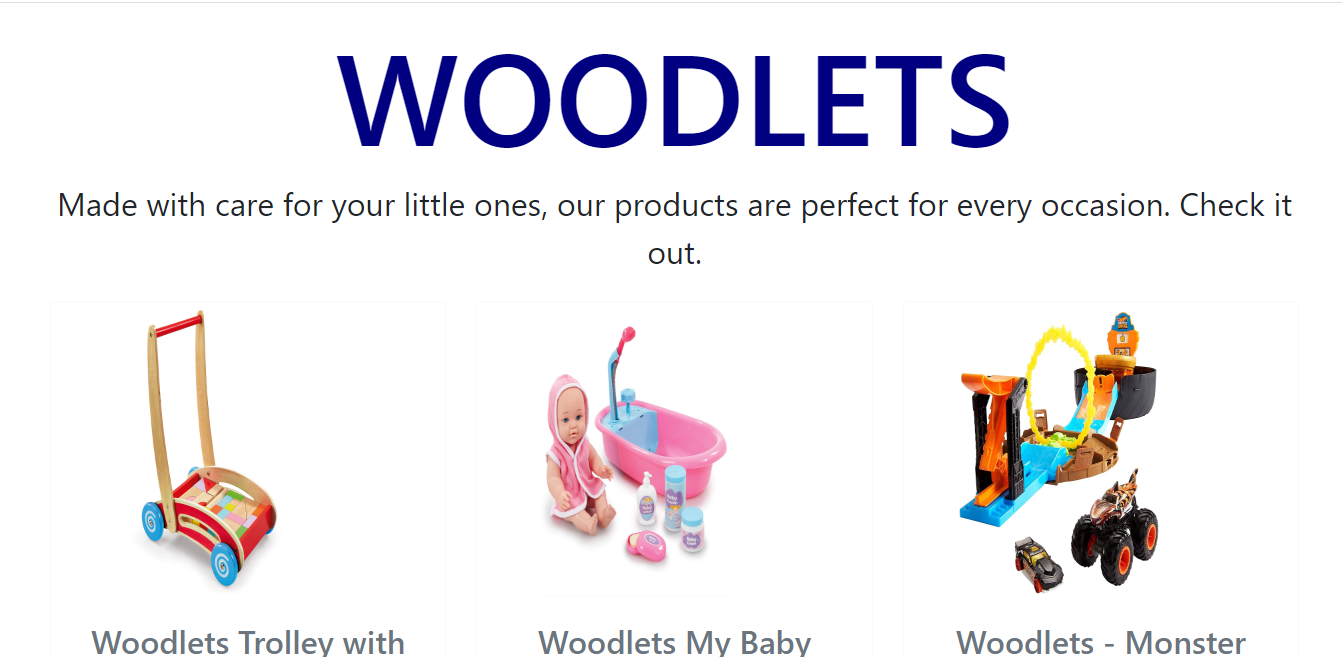 WOODLETS
Made with care for your little ones, our products are perfect for every occasion. Check it
out.
Woodlets Trolley with
Woodlets My Baby
Woodlets - Monster